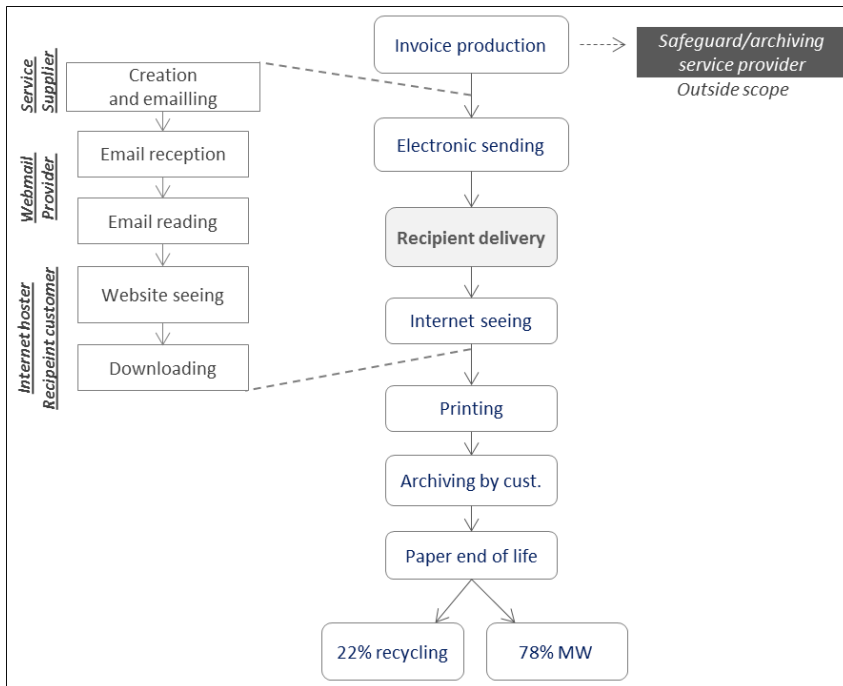 Invoice production
Safeguard/archiving
service provider
Outside scope
Service
Supplier
Creation
and emailling
Electronic sending
Webmail
Provider
Email reception
Email reading
Recipient delivery
Internet hoster
Recipeint customer
Website seeing
Internet seeing
Downloading
Printing
Archiving by cust.
Paper end of life
22% recycling
78% MW